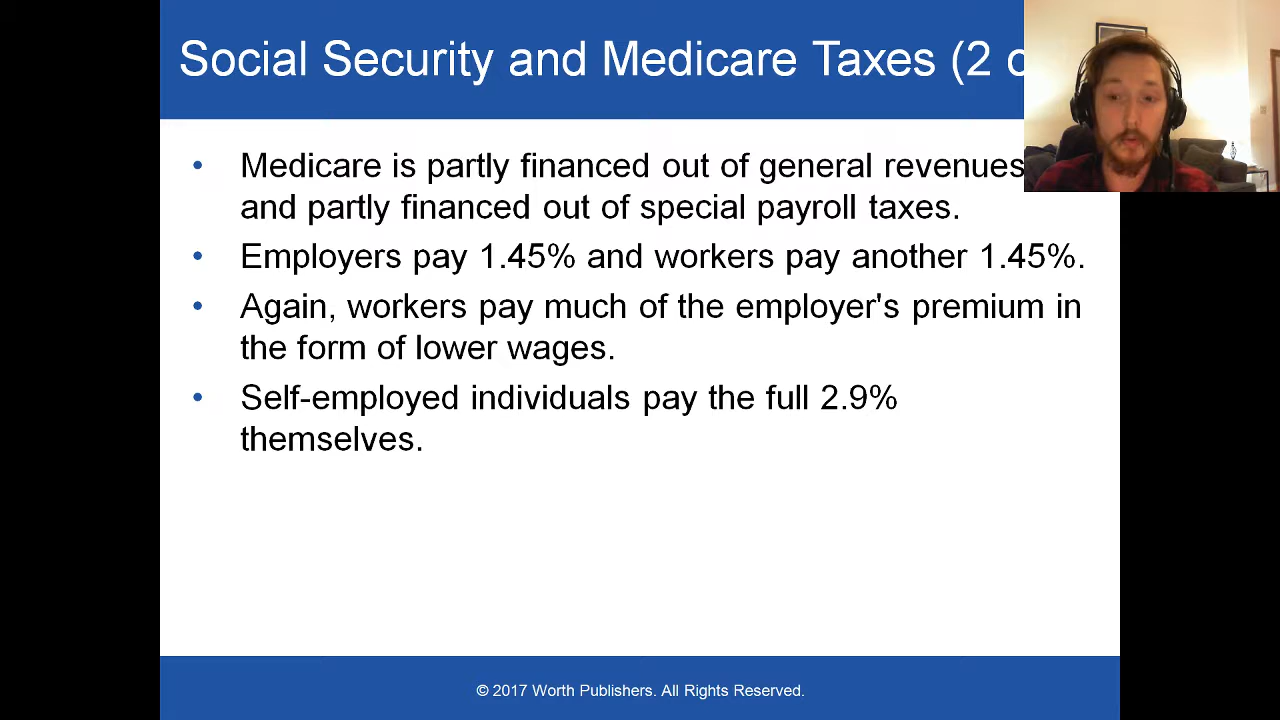 Social Security and Medicare Taxes (2
• Medicare is partly financed out of general revenues
and partly financed out of special payroll taxes.
• Employers pay 1.45% and workers pay another 1.45%.
• Again, workers pay much of the employer's premium in
the form of lower wages.
• Self-employed individuals pay the full 2.9%
themselves.
© 2017 Worth Publishers. All Rights Reserved.